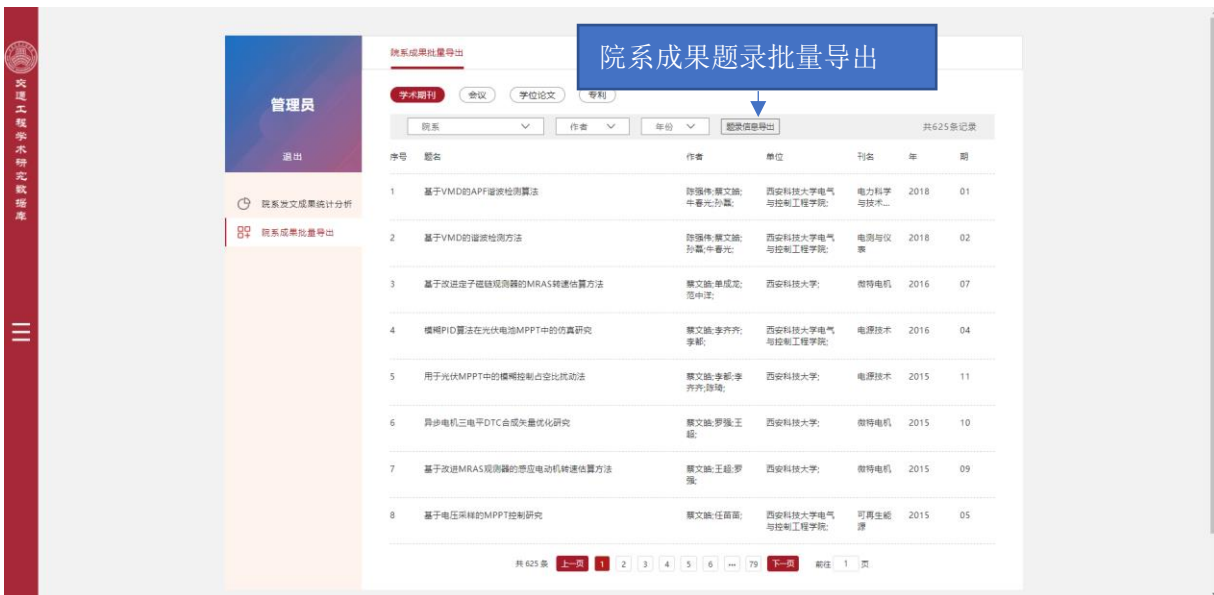 交通工程学术研究数据库
管理员
退出
院系发文成果统计分析
院系成果批量导出
院系成果批量导出
院系成果题录批量导出
学术期刊 会议 学位论文 专利
院系 作者 年份 题录信息导出 共625条记录
序号 题名 作者 单位 刊名 年 期
1 基于VMD的APF谐波检测算法 陈强伟;蔡文皓; 西安科技大学电气 电力科学 2018 01
牛春光;孙磊; 与控制工程学院; 与技术...
2 基于VMD的谐波检测方法 陈强伟;蔡文皓; 西安科技大学电气 电测与仪 2018 02
孙磊;牛春光; 与控制工程学院; 表
3 基于改进定子磁链观测器的MRAS转速估算方法 蔡文皓;单成龙; 西安科技大学; 微特电机 2016 07
范中洋;
4 模糊PID算法在光伏电池MPPT中的仿真研究 蔡文皓;李齐齐; 西安科技大学电气 电源技术 2016 04
李都; 与控制工程学院;
5 用于光伏MPPT中的模糊控制占空比扰动法 蔡文皓;李都;李 西安科技大学; 电源技术 2015 11
齐齐;陈琦;
6 异步电机三电平DTC合成矢量优化研究 蔡文皓;罗强;王 西安科技大学; 微特电机 2015 10
超;
7 基于改进MRAS观测器的感应电动机转速估算方法 蔡文皓;王超;罗 西安科技大学; 微特电机 2015 09
强;
8 基于电压采样的MPPT控制研究 蔡文皓;任苗苗; 西安科技大学电气 可再生能 2015 05
与控制工程学院; 源
共 625 条 上一页 1 2 3 4 5 6 ... 79 下一页 前往 1 页